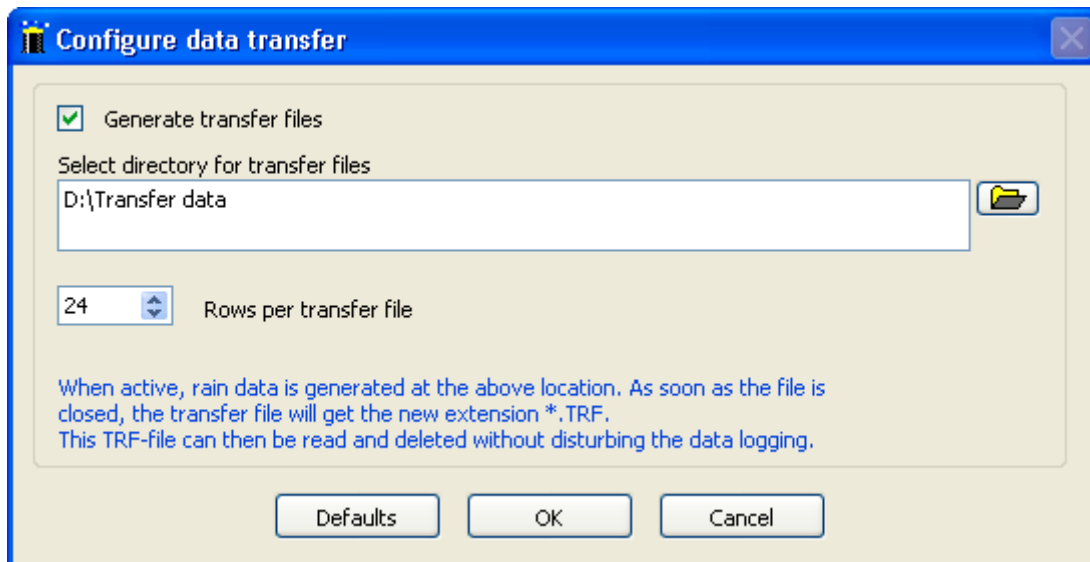 Configure data transfer
Generate transfer files
Select directory for transfer files
D:\Transfer data
24
Rows per transfer file
When active, rain data is generated at the above location. As soon as the file is
closed, the transfer file will get the new extension *.TRF.
This TRF-file can then be read and deleted without disturbing the data logging.
Defaults
OK
Cancel